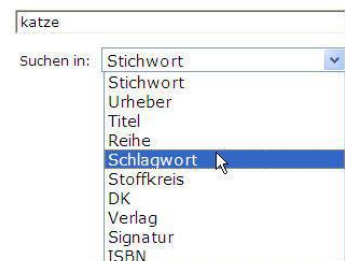 katze
Suchen in: Stichwort
Stichwort
Urheber
Titel
Reihe
Schlagwort
Stoffkreis
DK
Verlag
Signatur
ISBN